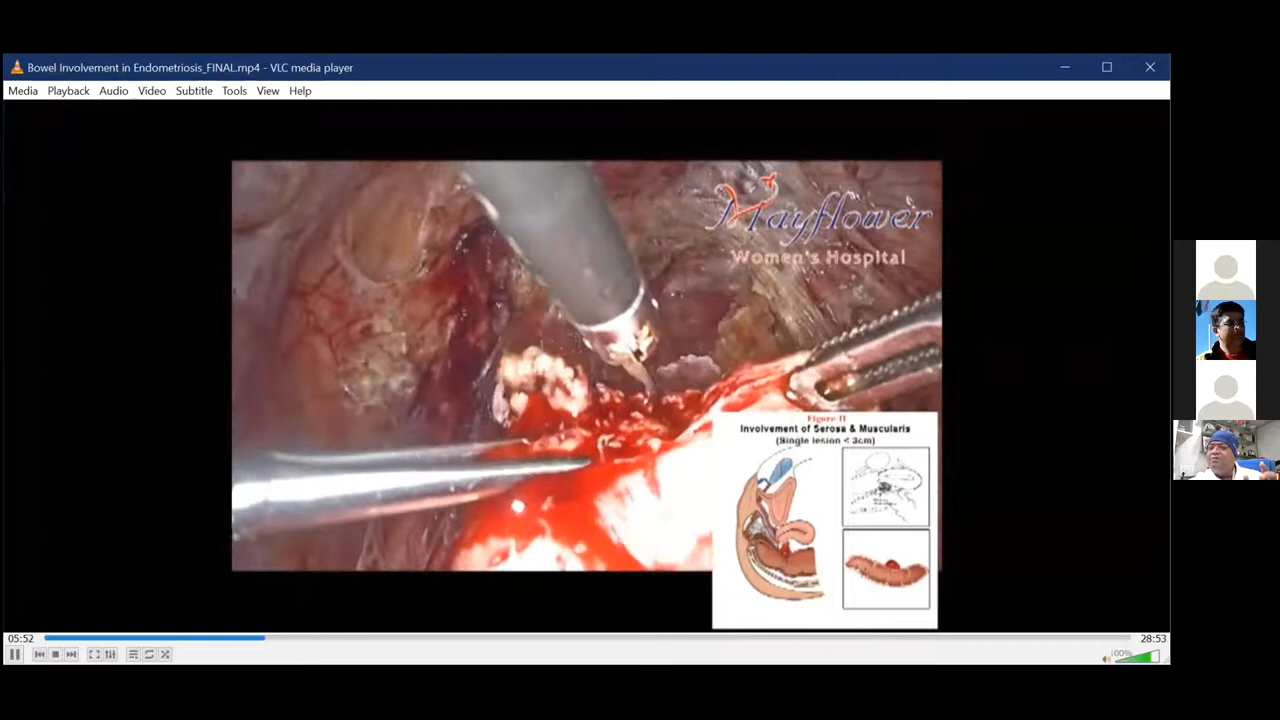 Bowel Involvement in Endometriosis_FINAL.mp4 - VLC media player
Media Playback Audio Video Subtitle Tools View Help
Mayflower
Women's Hospital
Figure-II
Involvement of Serosa & Muscularis
(Single lesion < 3cm)
05:52
28:53
100%